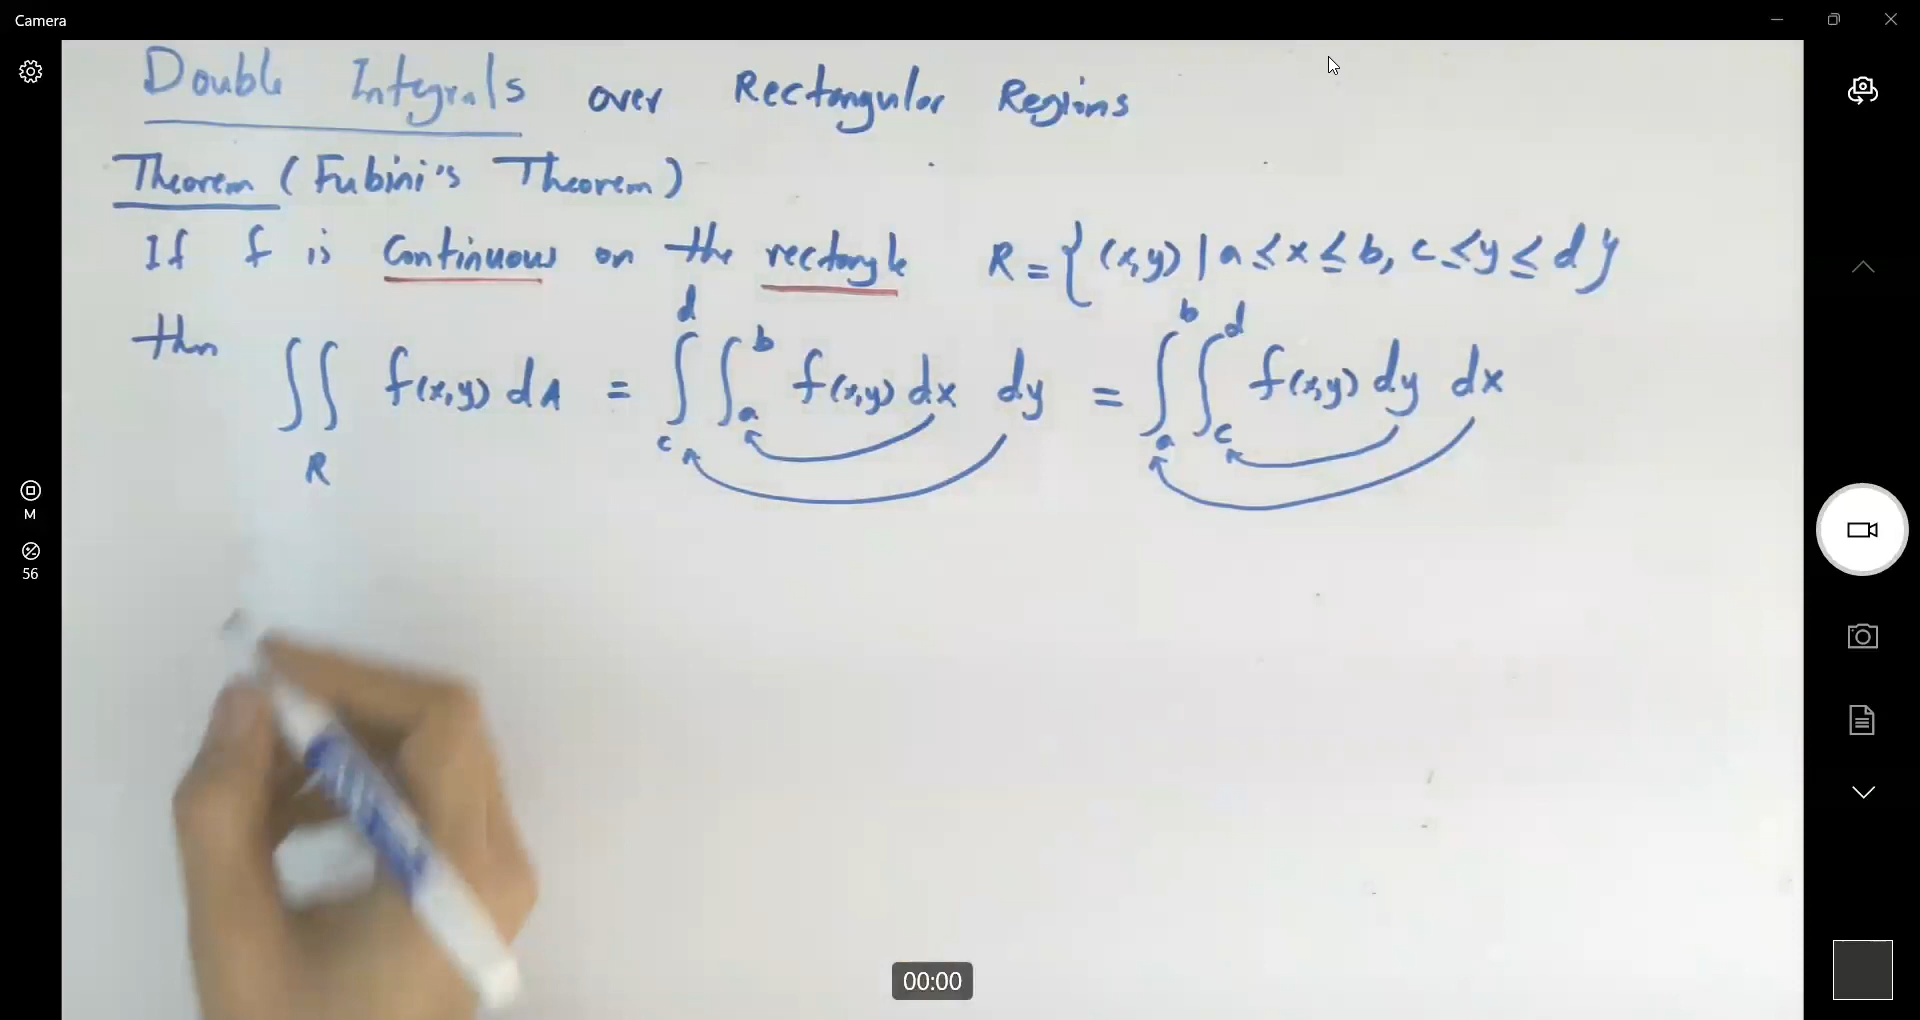 Camera
Double Integrals over Rectangular Regions
Theorem (Fubini's Theorem)
If f is continuous on the rectangle R = { (x,y) | a ≤ x ≤ b, c ≤ y ≤ d }
then ∬_R f(x,y) dA = ∫_c^d ∫_a^b f(x,y) dx dy = ∫_a^b ∫_c^d f(x,y) dy dx
M
56
00:00